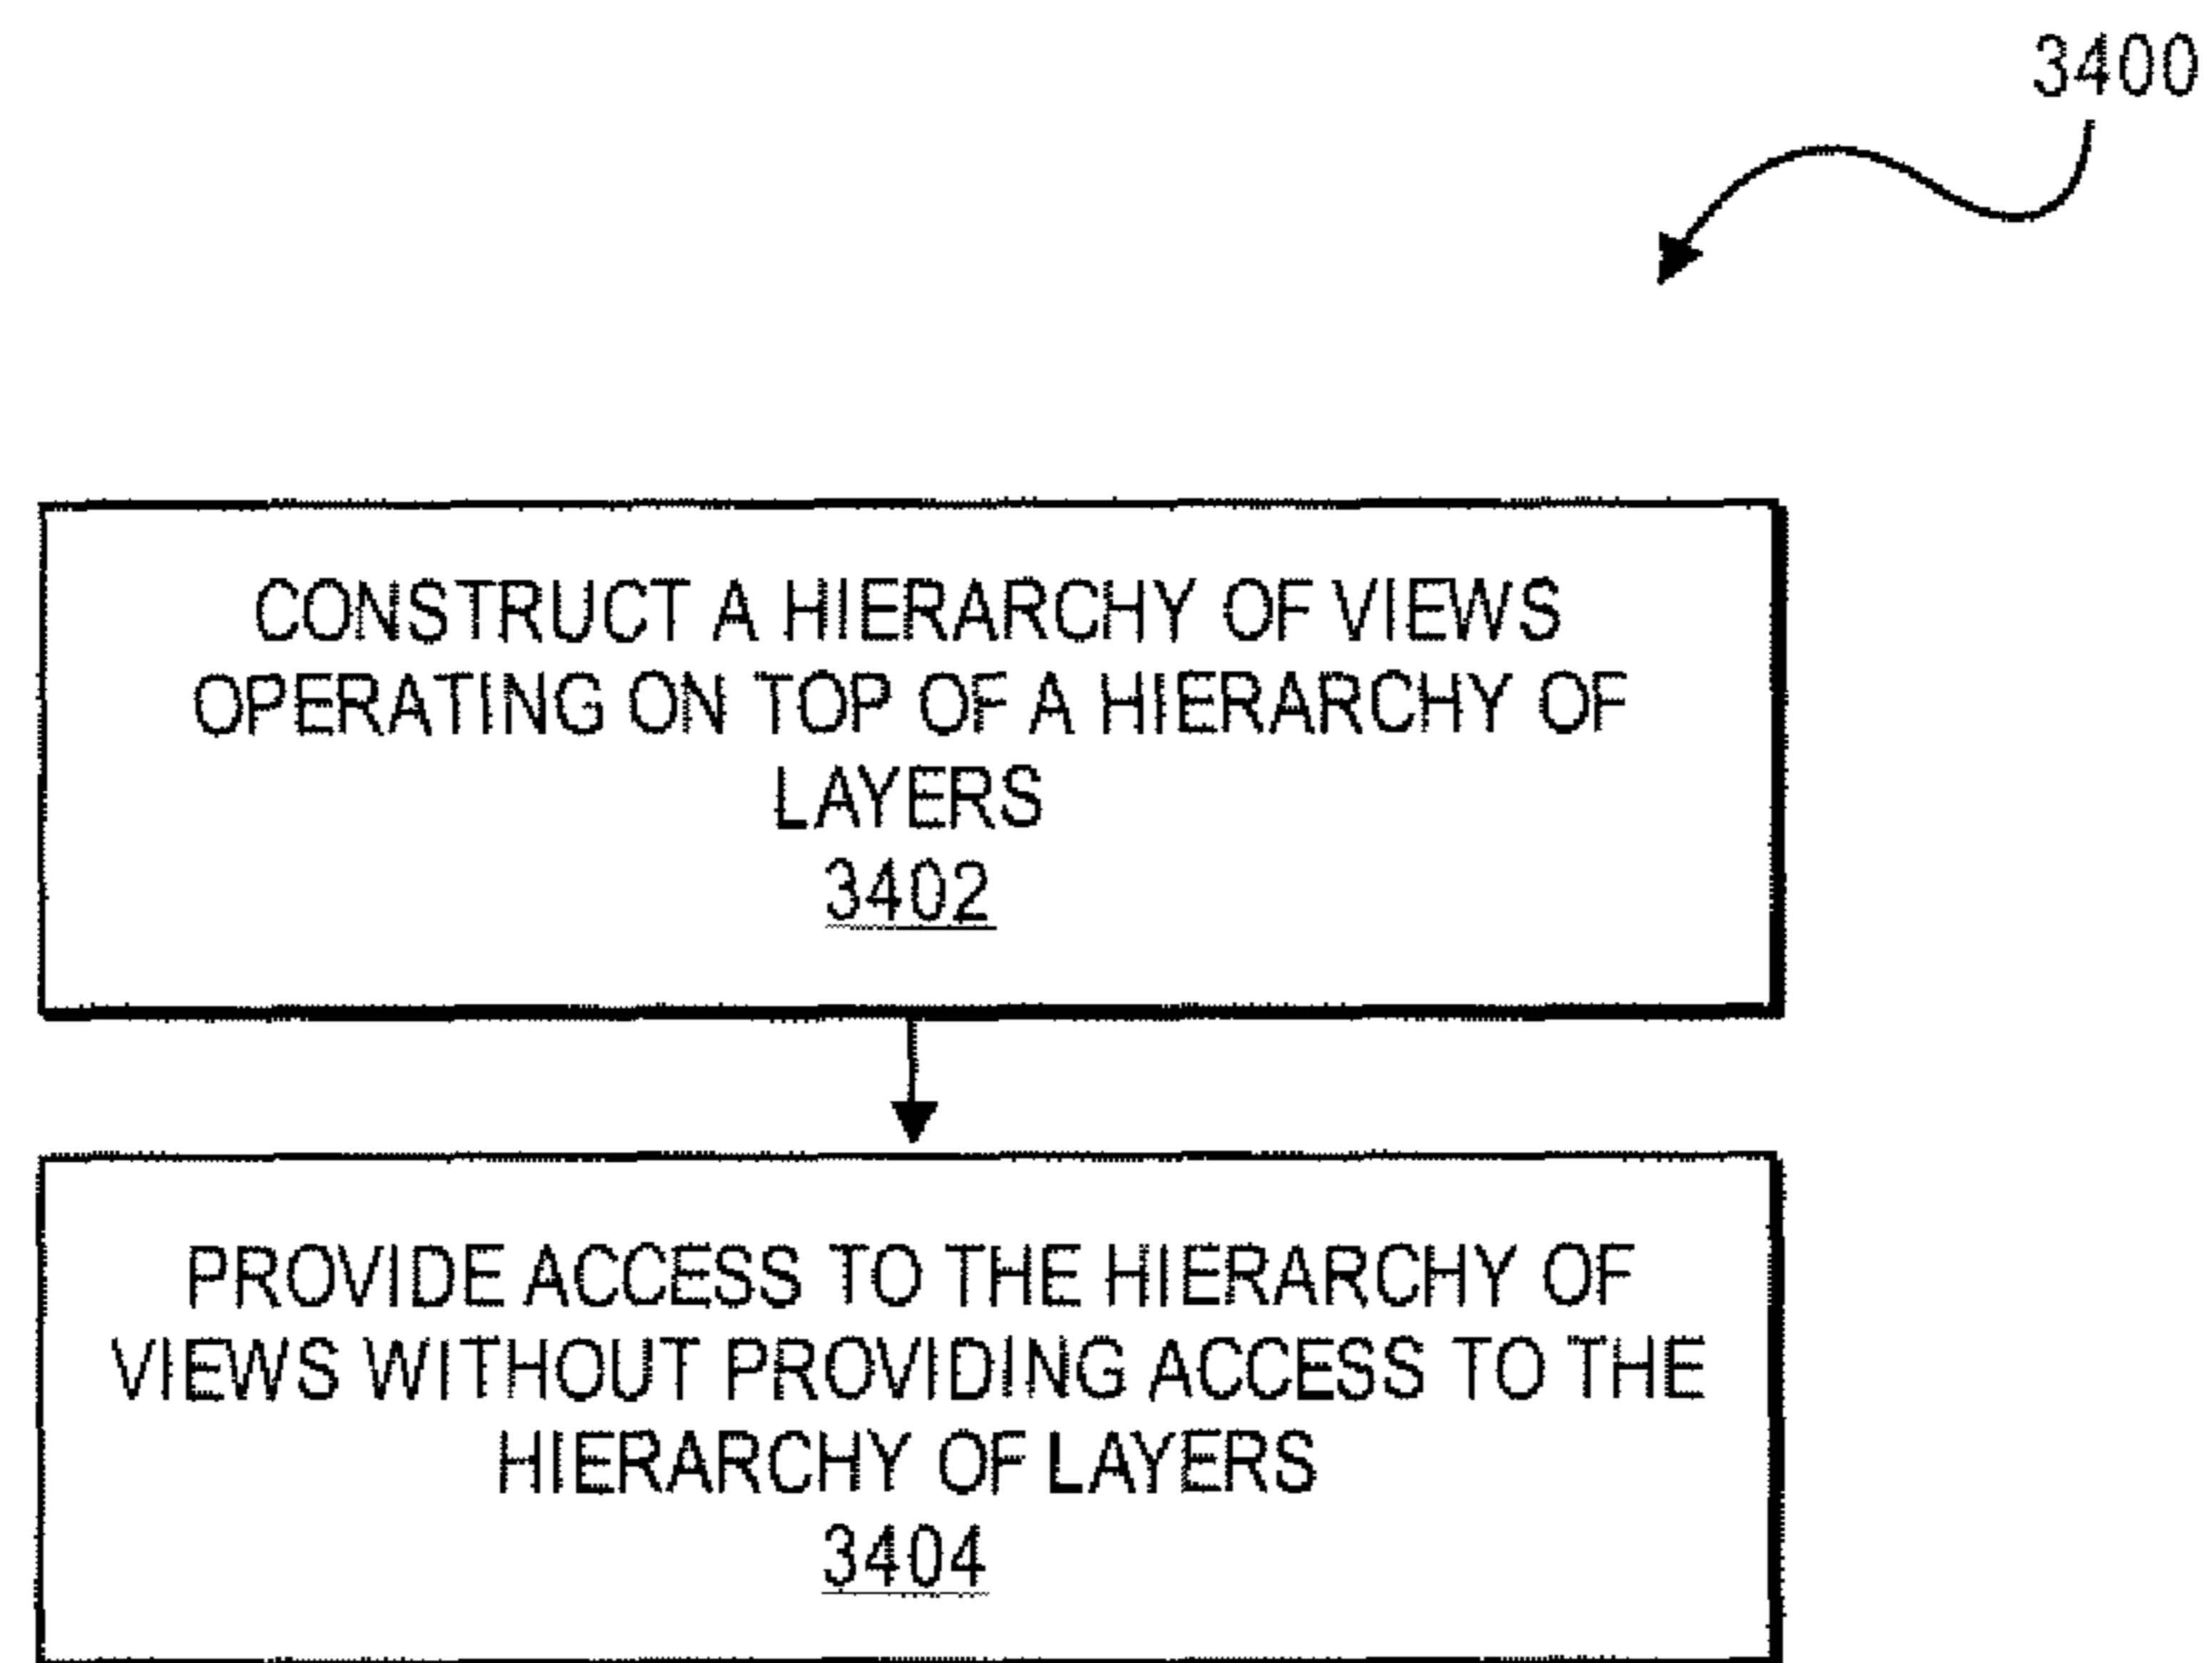 3400
CONSTRUCT A HIERARCHY OF VIEWS
OPERATING ON TOP OF A HIERARCHY OF
LAYERS
3402
PROVIDE ACCESS TO THE HIERARCHY OF
VIEWS WITHOUT PROVIDING ACCESS TO THE
HIERARCHY OF LAYERS
3404